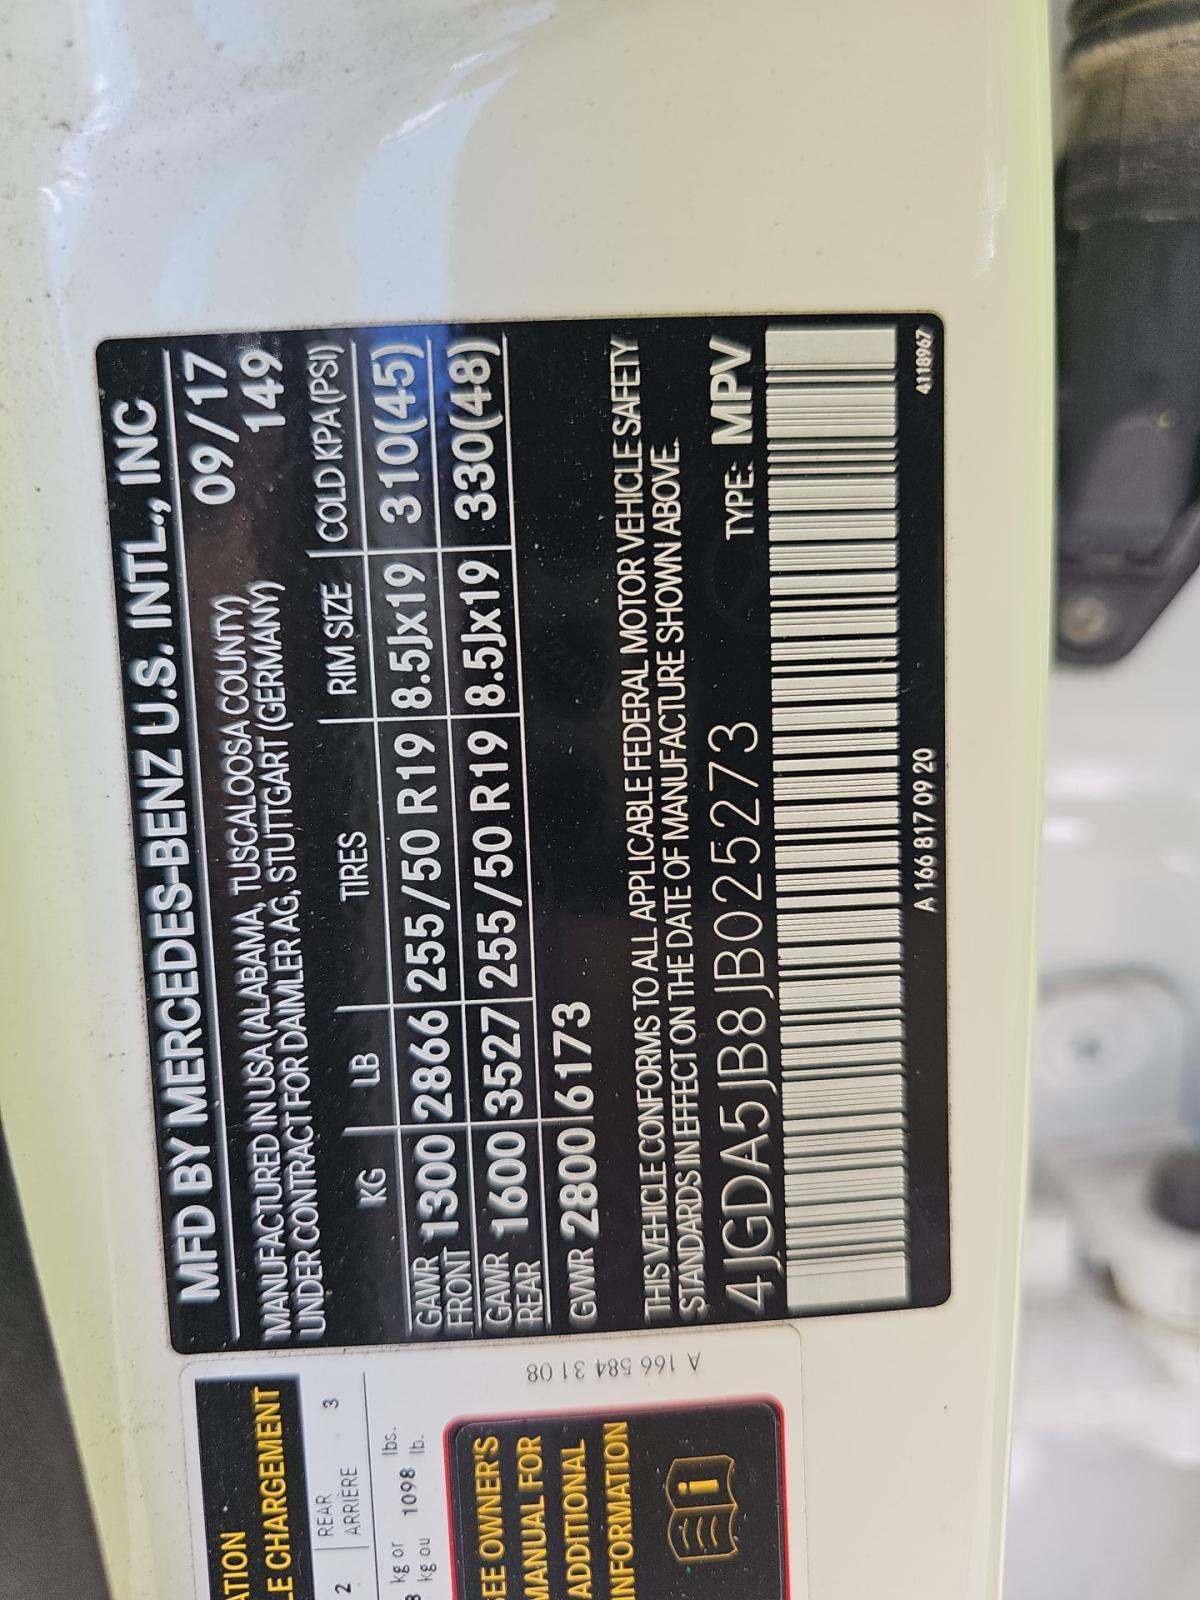 MFD BY MERCEDES-BENZ U.S. INTL., INC
MANUFACTURED IN USA (ALABAMA, TUSCALOOSA COUNTY) 09/17
UNDER CONTRACT FOR DAIMLER AG, STUTTGART (GERMANY) 149
KG LB TIRES RIM SIZE COLD KPA (PSI)
GAWR FRONT 1300 2866 255/50 R19 8.5Jx19 310(45)
GAWR REAR 1600 3527 255/50 R19 8.5Jx19 330(48)
GVWR 2800 6173
THIS VEHICLE CONFORMS TO ALL APPLICABLE FEDERAL MOTOR VEHICLE SAFETY
STANDARDS IN EFFECT ON THE DATE OF MANUFACTURE SHOWN ABOVE.
4JGDA5JB8JB025273 TYPE: MPV
A 166 817 09 20 4118967
A 166 584 31 08
CHARGEMENT
2 REAR 3
ARRIÈRE
kg or lbs.
kg ou 1098 lb.
OWNER'S
MANUAL FOR
ADDITIONAL
INFORMATION
i